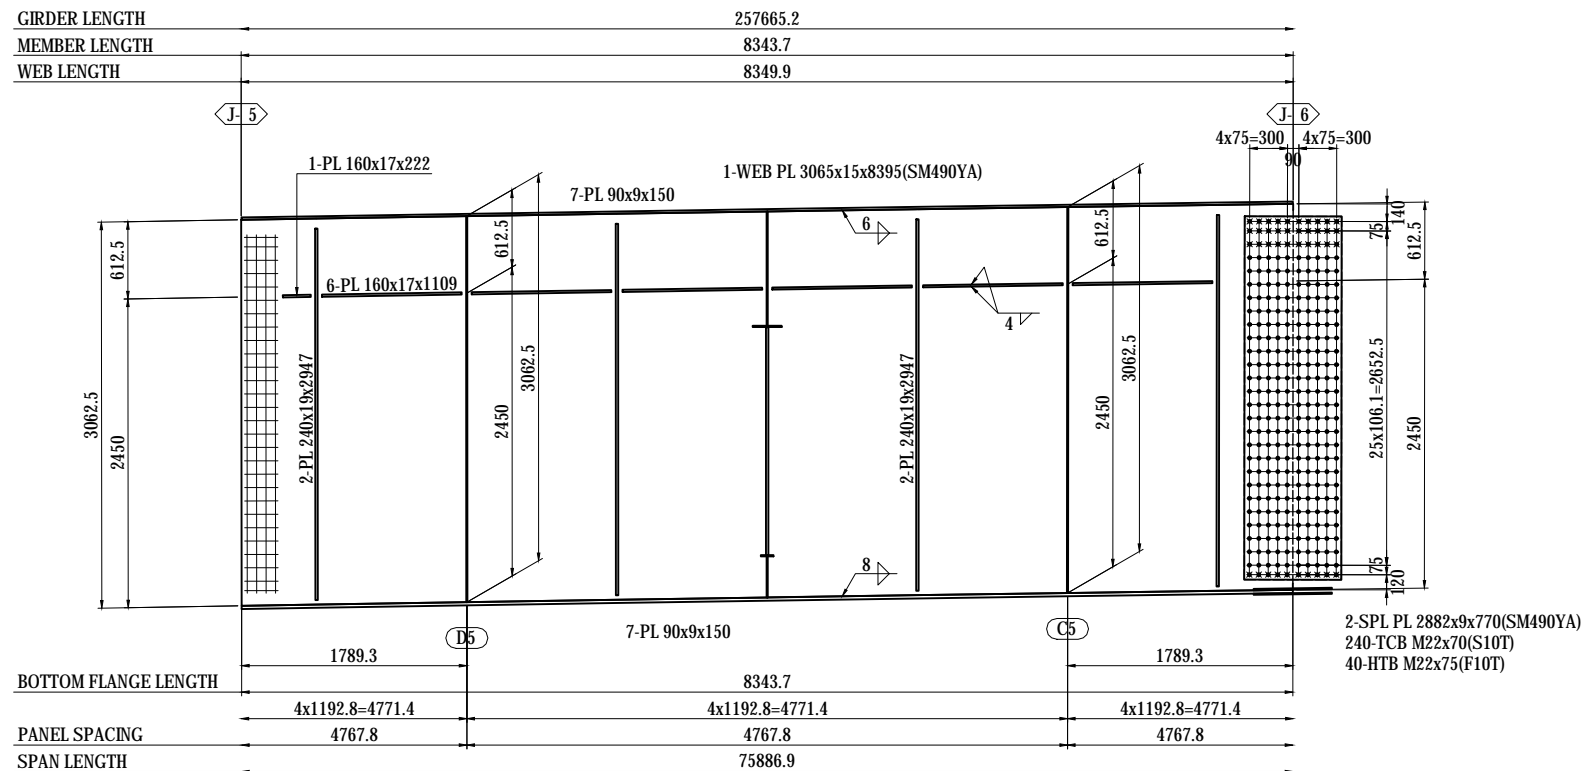 GIRDER LENGTH 257665.2
MEMBER LENGTH 8343.7
WEB LENGTH 8349.9
J- 5
J- 6
4x75=300 4x75=300
90
1-PL 160x17x222
1-WEB PL 3065x15x8395(SM490YA)
7-PL 90x9x150
6
140
75
612.5
612.5
612.5
612.5
6-PL 160x17x1109
4
3062.5
2450
2-PL 240x19x2947
2450
3062.5
2-PL 240x19x2947
2450
3062.5
25x106.1=2652.5
2450
8
75
120
7-PL 90x9x150
D5
C5
2-SPL PL 2882x9x770(SM490YA)
240-TCB M22x70(S10T)
40-HTB M22x75(F10T)
1789.3
1789.3
BOTTOM FLANGE LENGTH 8343.7
4x1192.8=4771.4 4x1192.8=4771.4 4x1192.8=4771.4
PANEL SPACING 4767.8 4767.8 4767.8
SPAN LENGTH 75886.9